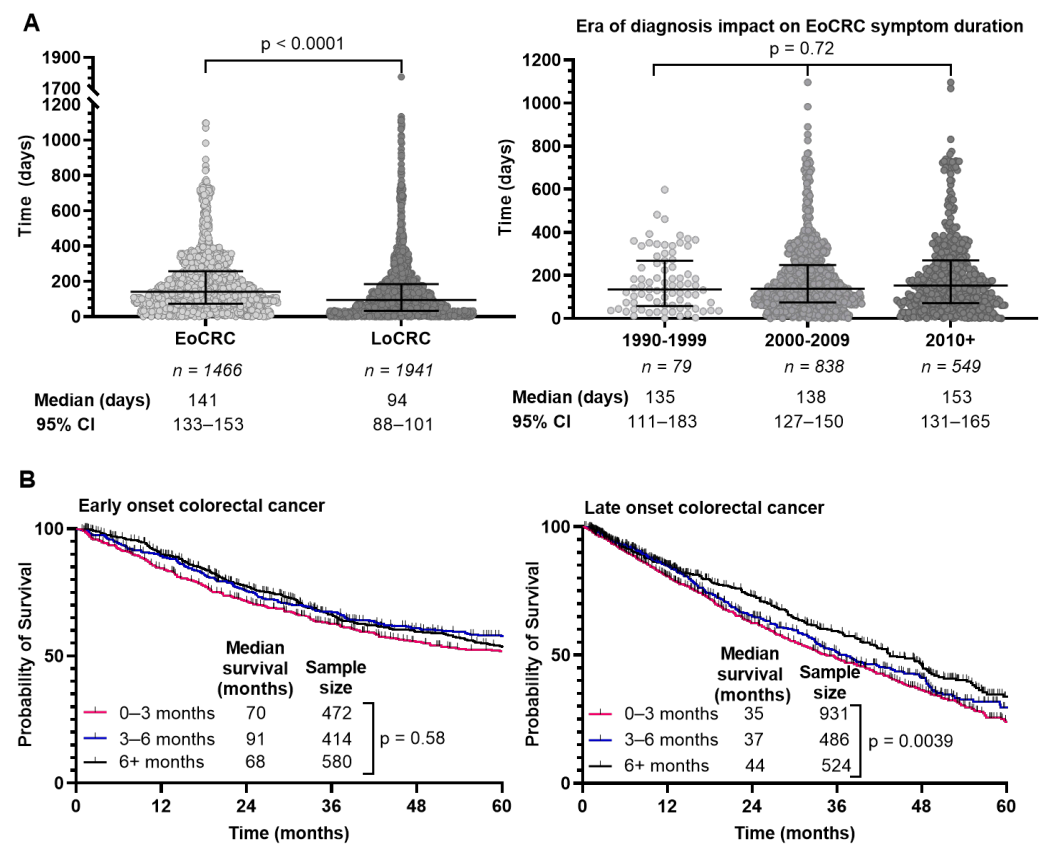 A
Era of diagnosis impact on EoCRC symptom duration
p < 0.0001
p = 0.72
Time (days)
1900
1700
1200
1000
800
600
400
200
0
EoCRC
LoCRC
n = 1466
n = 1941
Median (days) 141 94
95% CI 133–153 88–101
Time (days)
1200
1000
800
600
400
200
0
1990-1999 2000-2009 2010+
n = 79 n = 838 n = 549
Median (days) 135 138 153
95% CI 111–183 127–150 131–165
B
Early onset colorectal cancer
Probability of Survival
100
50
0
Median survival (months)
Sample size
0–3 months 70 472
3–6 months 91 414
6+ months 68 580
p = 0.58
0 12 24 36 48 60
Time (months)
Late onset colorectal cancer
Probability of Survival
100
50
0
Median survival (months)
Sample size
0–3 months 35 931
3–6 months 37 486
6+ months 44 524
p = 0.0039
0 12 24 36 48 60
Time (months)